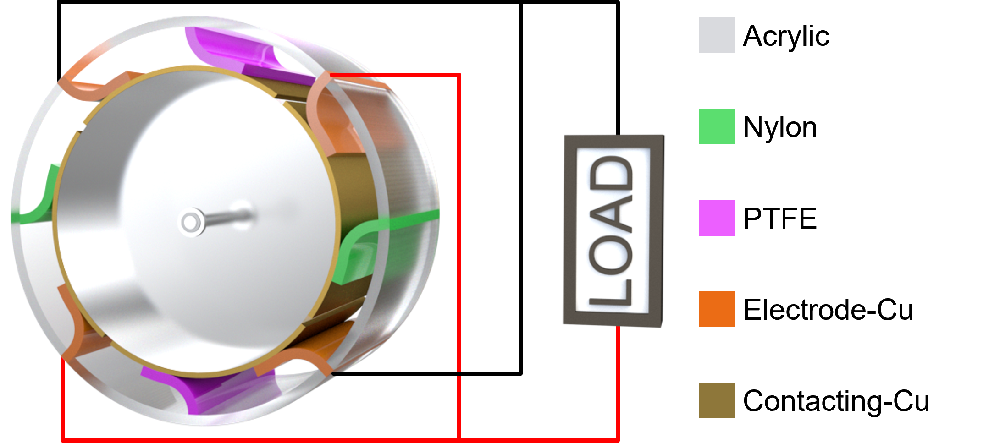 LOAD
Acrylic
Nylon
PTFE
Electrode-Cu
Contacting-Cu